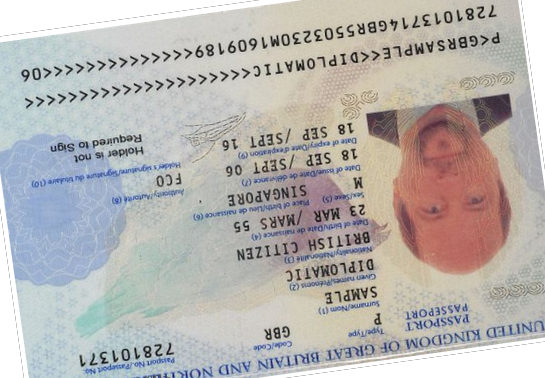 UNITED KINGDOM OF GREAT BRITAIN AND NORTH
PASSPORT
PASSEPORT
Type/Type
P
Code/Code
GBR
Passport No./Passeport No.
728101371
Surname/Nom (1)
SAMPLE
Given names/Prénoms (2)
DIPLOMATIC
Nationality/Nationalité (3)
BRITISH CITIZEN
Date of birth/Date de naissance (4)
23 MAR /MARS 55
Sex/Sexe (5)
M
Place of birth/Lieu de naissance (6)
SINGAPORE
Date of issue/Date de délivrance (7)
18 SEP /SEPT 06
Authority/Autorité (8)
FCO
Date of expiry/Date d'expiration (9)
18 SEP /SEPT 16
Holder's signature/Signature du titulaire (10)
Holder is not
Required to Sign
P<GBRSAMPLE<<DIPLOMATIC<<<<<<<<<<<<<<<<<<<<<
7281013714GBR5503230M1609189<<<<<<<<<<<<<<06